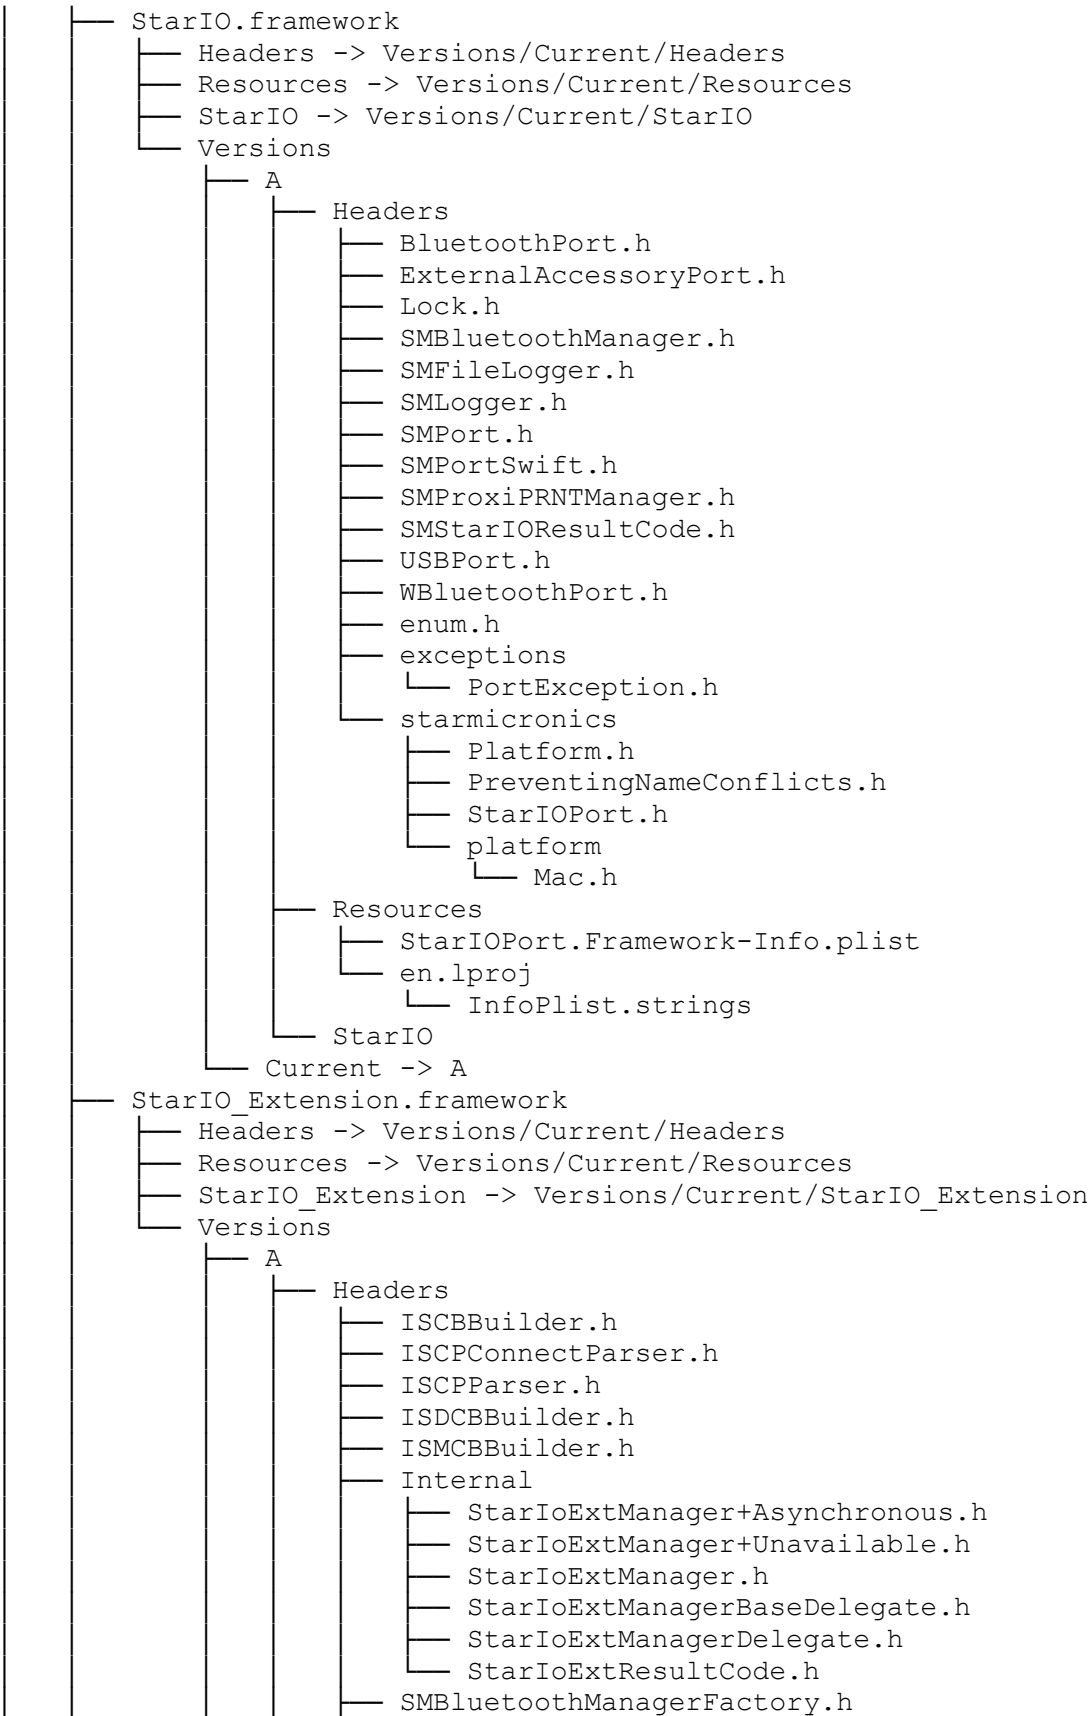 │   ├── StarIO.framework
│   │   ├── Headers -> Versions/Current/Headers
│   │   ├── Resources -> Versions/Current/Resources
│   │   ├── StarIO -> Versions/Current/StarIO
│   │   └── Versions
│   │       ├── A
│   │       │   ├── Headers
│   │       │   │   ├── BluetoothPort.h
│   │       │   │   ├── ExternalAccessoryPort.h
│   │       │   │   ├── Lock.h
│   │       │   │   ├── SMBluetoothManager.h
│   │       │   │   ├── SMFileLogger.h
│   │       │   │   ├── SMLogger.h
│   │       │   │   ├── SMPort.h
│   │       │   │   ├── SMPortSwift.h
│   │       │   │   ├── SMProxiPRNTManager.h
│   │       │   │   ├── SMStarIOResultCode.h
│   │       │   │   ├── USBPort.h
│   │       │   │   ├── WBluetoothPort.h
│   │       │   │   ├── enum.h
│   │       │   │   ├── exceptions
│   │       │   │   │   └── PortException.h
│   │       │   │   └── starmicronics
│   │       │   │       ├── Platform.h
│   │       │   │       ├── PreventingNameConflicts.h
│   │       │   │       ├── StarIOPort.h
│   │       │   │       └── platform
│   │       │   │           └── Mac.h
│   │       │   ├── Resources
│   │       │   │   ├── StarIOPort.Framework-Info.plist
│   │       │   │   └── en.lproj
│   │       │   │       └── InfoPlist.strings
│   │       │   └── StarIO
│   │       └── Current -> A
│   ├── StarIO_Extension.framework
│   │   ├── Headers -> Versions/Current/Headers
│   │   ├── Resources -> Versions/Current/Resources
│   │   ├── StarIO_Extension -> Versions/Current/StarIO_Extension
│   │   └── Versions
│   │       ├── A
│   │       │   ├── Headers
│   │       │   │   ├── ISCBBuilder.h
│   │       │   │   ├── ISCPConnectParser.h
│   │       │   │   ├── ISCPParser.h
│   │       │   │   ├── ISDCBBuilder.h
│   │       │   │   ├── ISMCBBuilder.h
│   │       │   │   ├── Internal
│   │       │   │   │   ├── StarIoExtManager+Asynchronous.h
│   │       │   │   │   ├── StarIoExtManager+Unavailable.h
│   │       │   │   │   ├── StarIoExtManager.h
│   │       │   │   │   ├── StarIoExtManagerBaseDelegate.h
│   │       │   │   │   ├── StarIoExtManagerDelegate.h
│   │       │   │   │   └── StarIoExtResultCode.h
│   │       │   │   ├── SMBluetoothManagerFactory.h